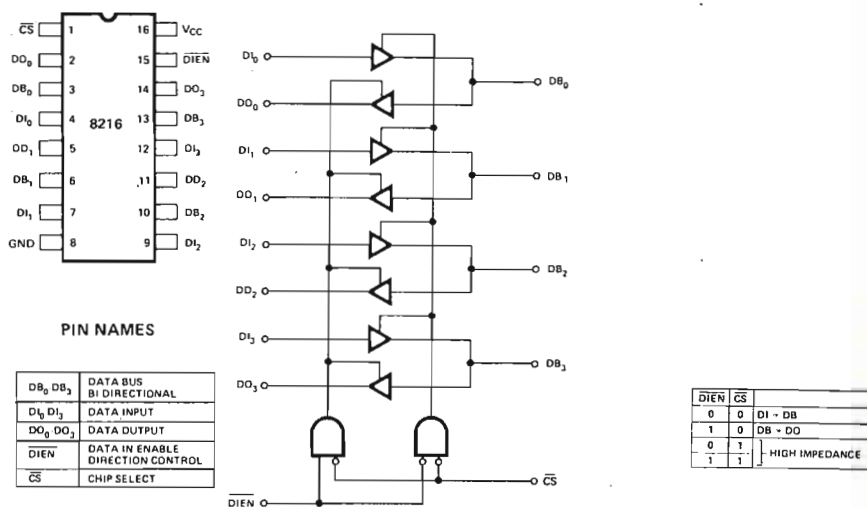 CS 1 16 VCC
DO0 2 15 DIEN
DB0 3 14 DO3
DI0 4 13 DB3
8216
DD1 5 12 DI3
DB1 6 11 DD2
DI1 7 10 DB2
GND 8 9 DI2
DI0
DB0
DO0
DI1
DB1
DD1
DI2
DB2
DD2
DI3
DB3
DO3
CS
DIEN
PIN NAMES
DB0 DB3 DATA BUS
BI DIRECTIONAL
DI0 DI3 DATA INPUT
DO0 DO3 DATA OUTPUT
DIEN DATA IN ENABLE
DIRECTION CONTROL
CS CHIP SELECT
DIEN CS
0 0 DI → DB
1 0 DB → DO
0 1
HIGH IMPEDANCE
1 1